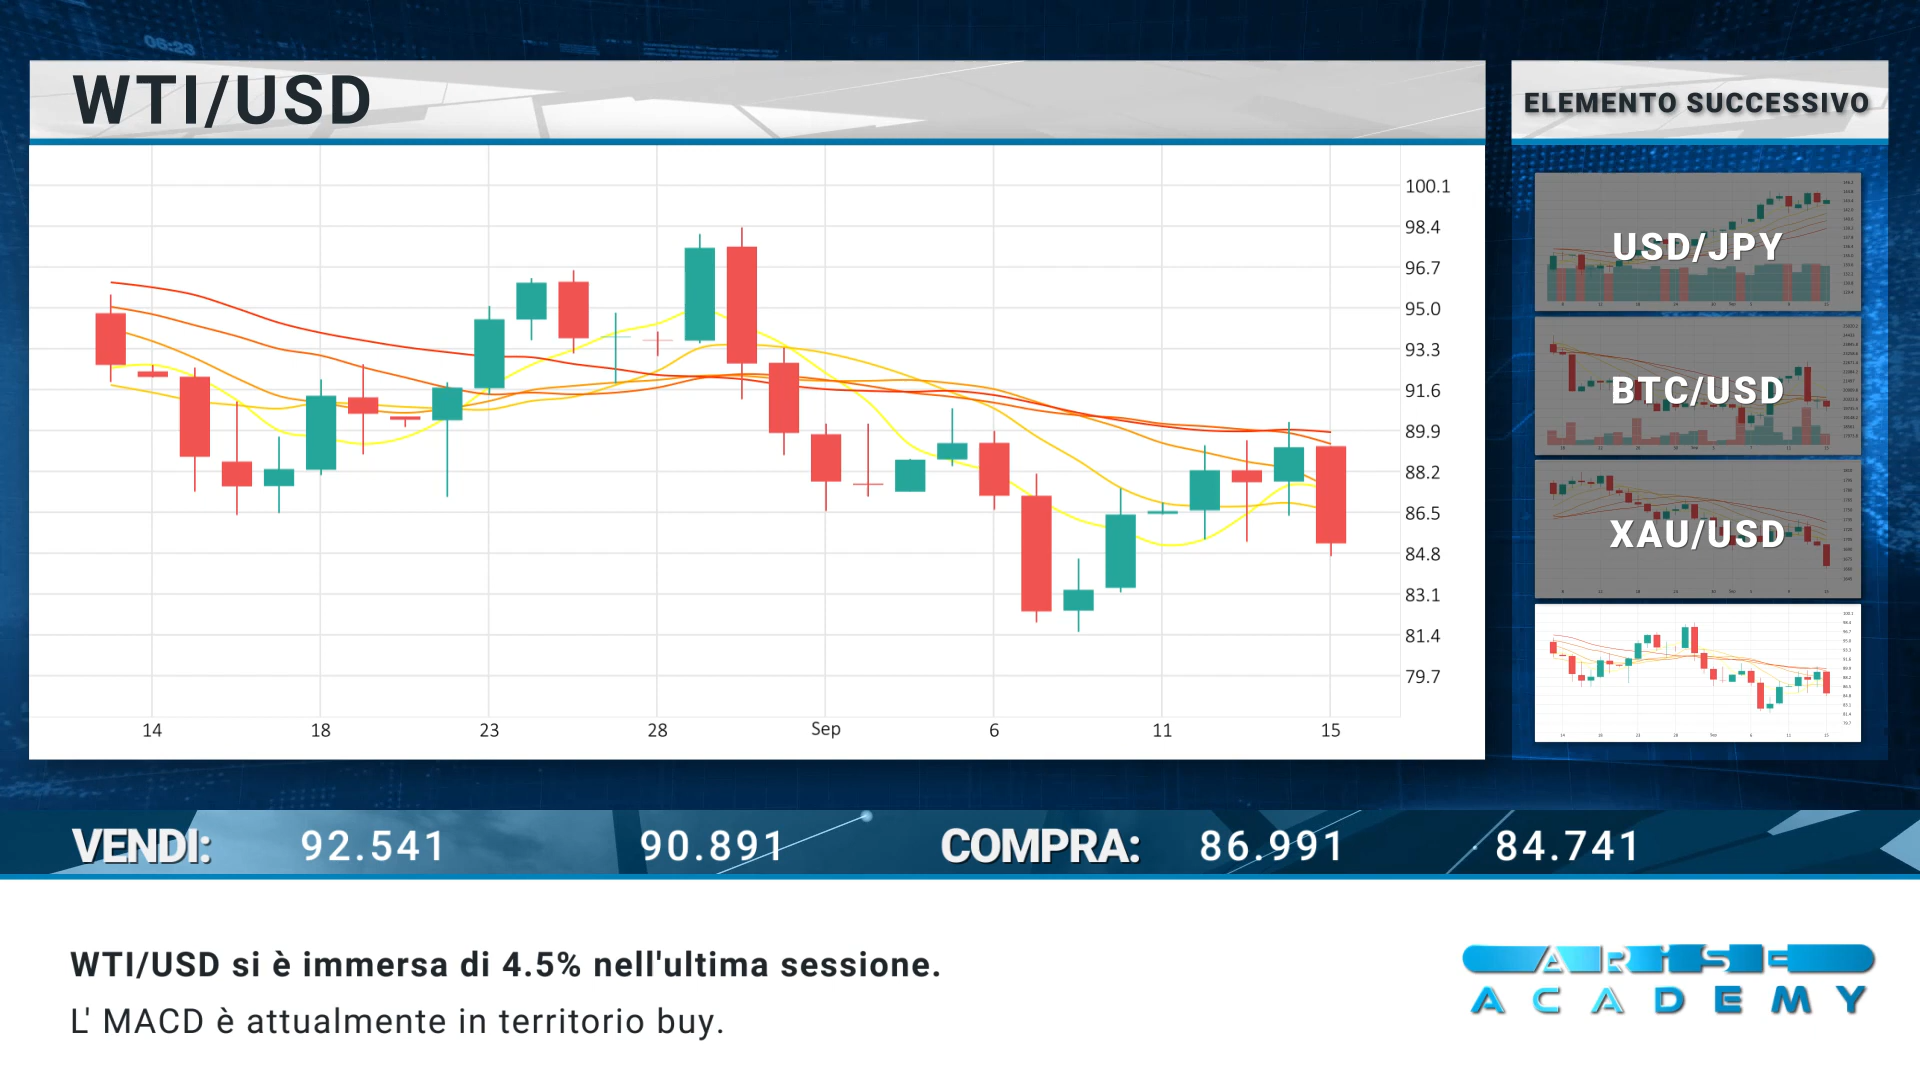 06:23
WTI/USD
ELEMENTO SUCCESSIVO
100.1
98.4
96.7
95.0
93.3
91.6
89.9
88.2
86.5
84.8
83.1
81.4
79.7
14 18 23 28 Sep 6 11 15
USD/JPY
BTC/USD
XAU/USD
VENDI: 92.541 90.891 COMPRA: 86.991 84.741
WTI/USD si è immersa di 4.5% nell'ultima sessione.
L' MACD è attualmente in territorio buy.
ARISE
ACADEMY